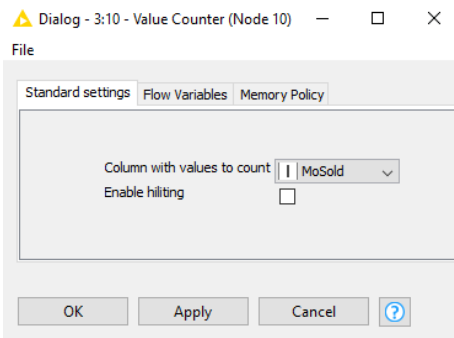 Dialog - 3:10 - Value Counter (Node 10)
File
Standard settings Flow Variables Memory Policy
Column with values to count I MoSold
Enable hiliting
OK Apply Cancel ?